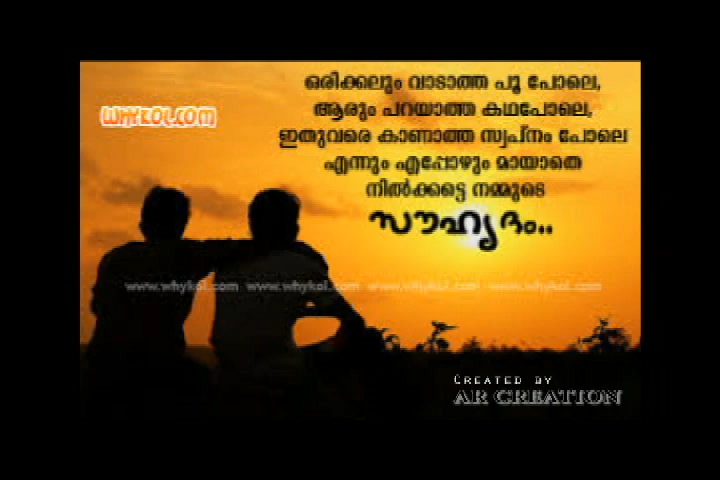 ഒരിക്കലും വാടാത്ത പൂ പോലെ,
ആരും പറയാത്ത കഥപോലെ,
ഇതുവരെ കാണാത്ത സ്വപ്നം പോലെ
എന്നും എപ്പോഴും മായാതെ
നിൽക്കട്ടെ നമ്മുടെ
സൗഹൃദം..
WHYKOL.COM
www.whykol.com www.whykol.com www.whykol.com www.whykol.com
CREATED BY
AR CREATION